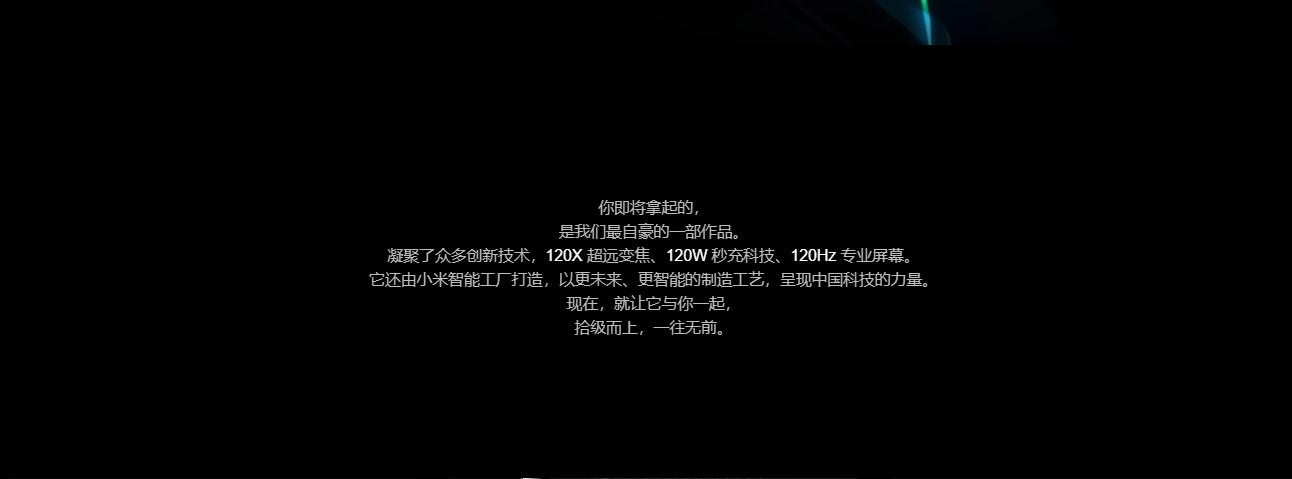 你即将拿起的，
是我们最自豪的一部作品。
凝聚了众多创新技术，120X 超远变焦、120W 秒充科技、120Hz 专业屏幕。
它还由小米智能工厂打造，以更未来、更智能的制造工艺，呈现中国科技的力量。
现在，就让它与你一起，
拾级而上，一往无前。